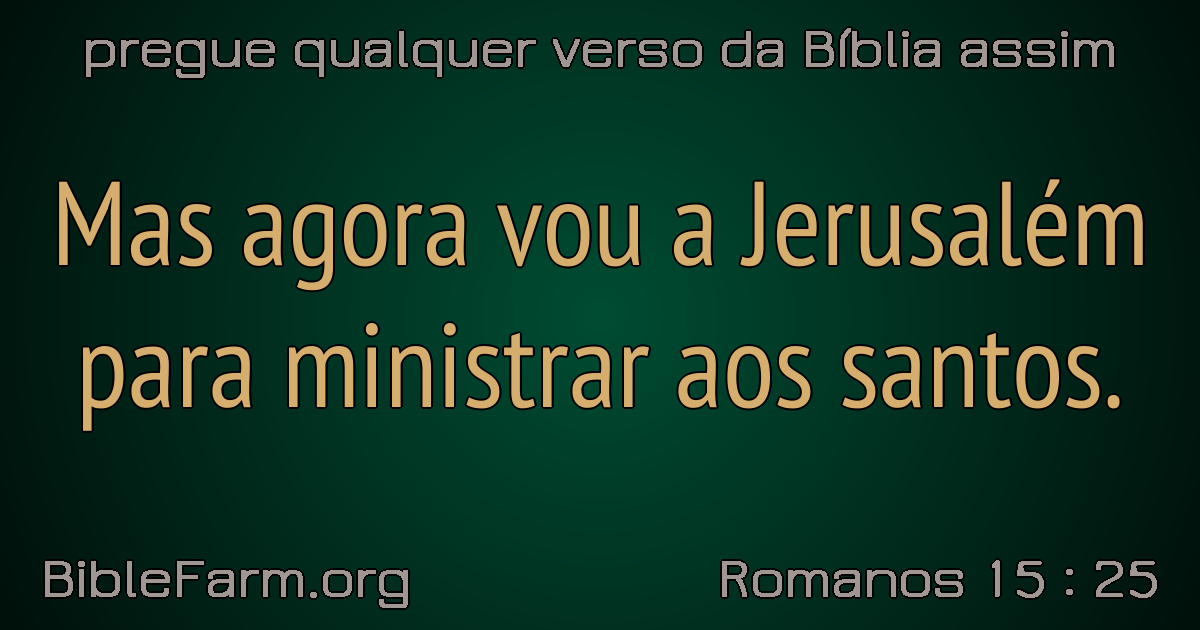 pregue qualquer verso da Bíblia assim
Mas agora vou a Jerusalém
para ministrar aos santos.
BibleFarm.org
Romanos 15 : 25